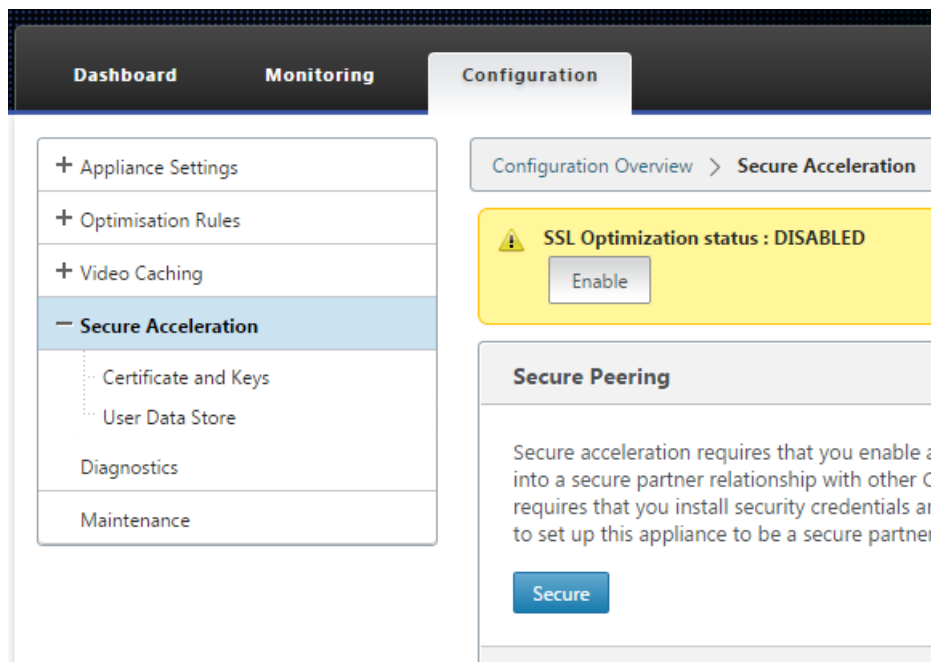 Dashboard Monitoring Configuration
+ Appliance Settings
+ Optimisation Rules
+ Video Caching
− Secure Acceleration
Certificate and Keys
User Data Store
Diagnostics
Maintenance
Configuration Overview > Secure Acceleration
SSL Optimization status : DISABLED
Enable
Secure Peering
Secure acceleration requires that you enable
into a secure partner relationship with other
requires that you install security credentials
to set up this appliance to be a secure partner
Secure